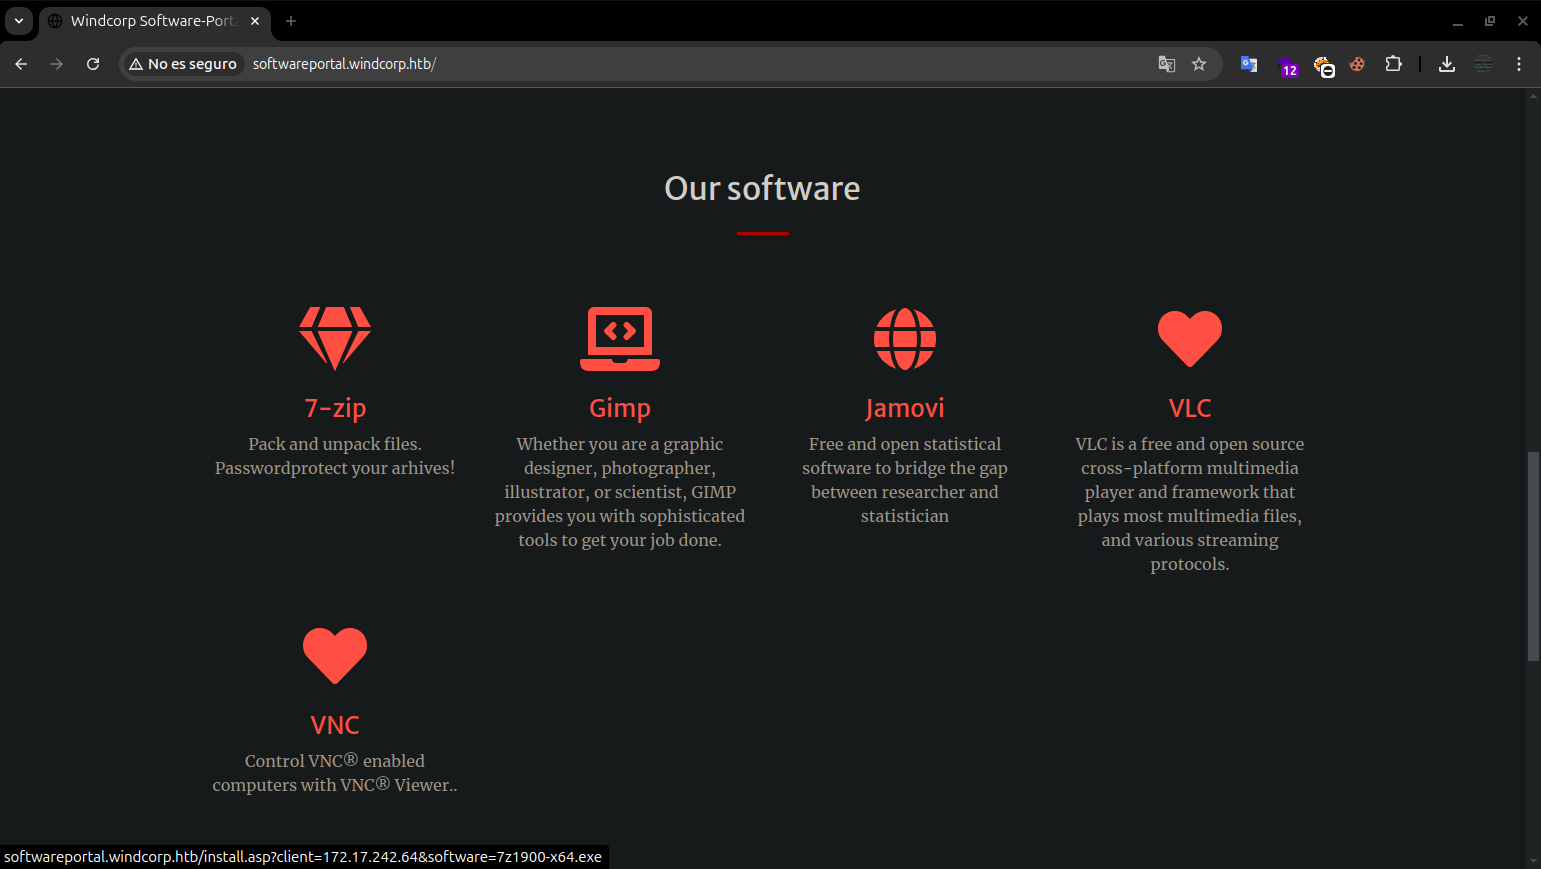 Windcorp Software-Port
No es seguro
softwareportal.windcorp.htb/
12
Our software
7-zip
Pack and unpack files.
Passwordprotect your arhives!
Gimp
Whether you are a graphic
designer, photographer,
illustrator, or scientist, GIMP
provides you with sophisticated
tools to get your job done.
Jamovi
Free and open statistical
software to bridge the gap
between researcher and
statistician
VLC
VLC is a free and open source
cross-platform multimedia
player and framework that
plays most multimedia files,
and various streaming
protocols.
VNC
Control VNC® enabled
computers with VNC® Viewer..
softwareportal.windcorp.htb/install.asp?client=172.17.242.64&software=7z1900-x64.exe